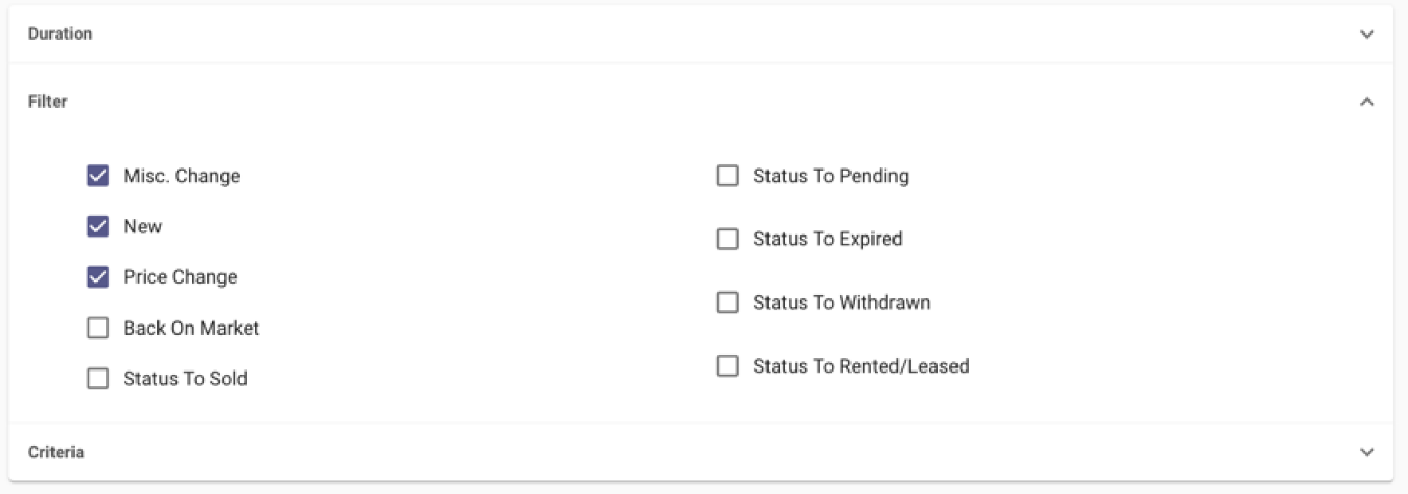 Duration
Filter
Misc. Change
New
Price Change
Back On Market
Status To Sold
Status To Pending
Status To Expired
Status To Withdrawn
Status To Rented/Leased
Criteria